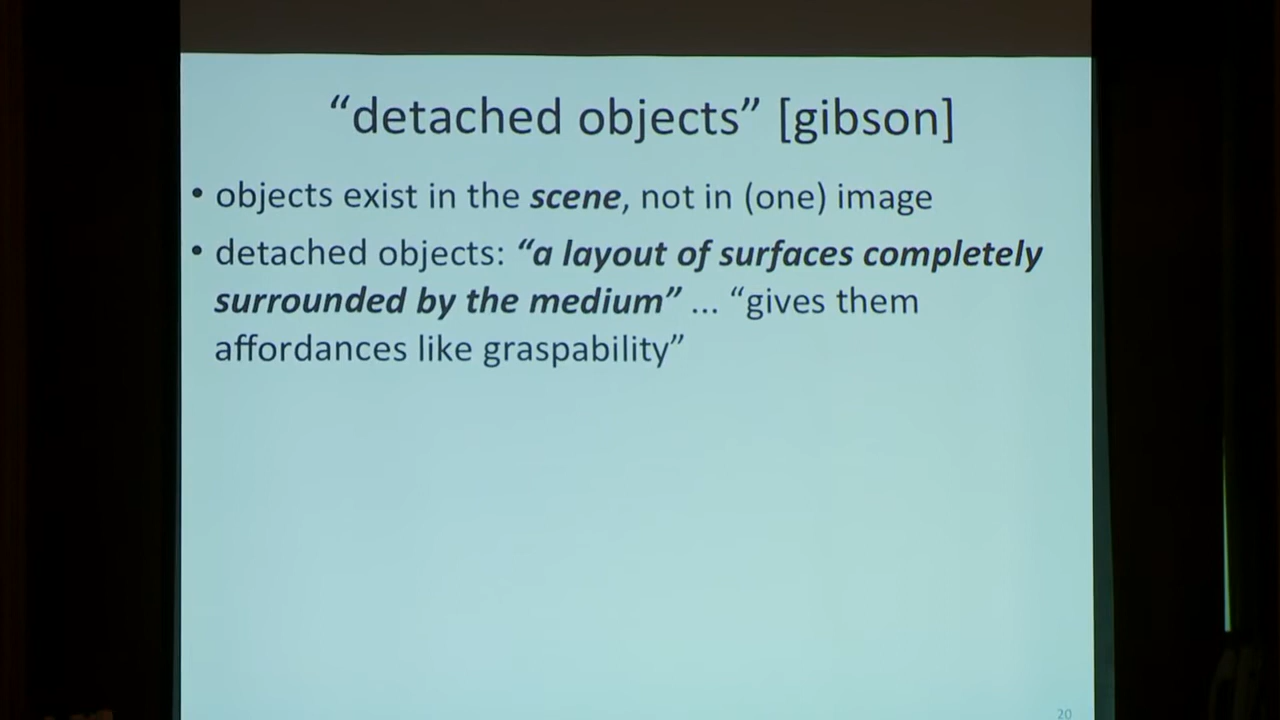 “detached objects” [gibson]
• objects exist in the scene, not in (one) image
• detached objects: “a layout of surfaces completely
surrounded by the medium” ... “gives them
affordances like graspability”
20